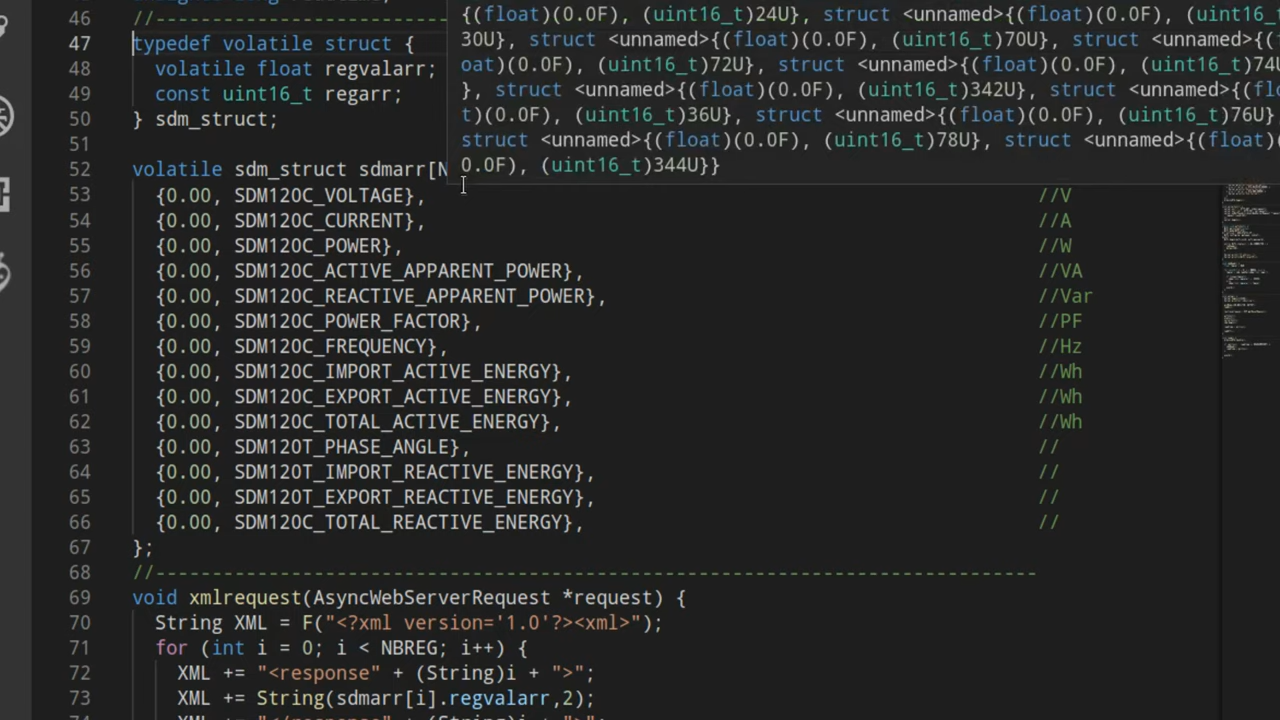 46 //------------------------------------------------------------------------------
47 typedef volatile struct {
48 volatile float regvalarr;
49 const uint16_t regarr;
50 } sdm_struct;
51
52 volatile sdm_struct sdmarr[N
{(float)(0.0F), (uint16_t)24U}, struct <unnamed>{(float)(0.0F), (uint16_t
30U}, struct <unnamed>{(float)(0.0F), (uint16_t)70U}, struct <unnamed>{(
oat)(0.0F), (uint16_t)72U}, struct <unnamed>{(float)(0.0F), (uint16_t)74U
}, struct <unnamed>{(float)(0.0F), (uint16_t)342U}, struct <unnamed>{(flo
t)(0.0F), (uint16_t)36U}, struct <unnamed>{(float)(0.0F), (uint16_t)76U}
struct <unnamed>{(float)(0.0F), (uint16_t)78U}, struct <unnamed>{(float)(
0.0F), (uint16_t)344U}}
53 {0.00, SDM120C_VOLTAGE}, //V
54 {0.00, SDM120C_CURRENT}, //A
55 {0.00, SDM120C_POWER}, //W
56 {0.00, SDM120C_ACTIVE_APPARENT_POWER}, //VA
57 {0.00, SDM120C_REACTIVE_APPARENT_POWER}, //Var
58 {0.00, SDM120C_POWER_FACTOR}, //PF
59 {0.00, SDM120C_FREQUENCY}, //Hz
60 {0.00, SDM120C_IMPORT_ACTIVE_ENERGY}, //Wh
61 {0.00, SDM120C_EXPORT_ACTIVE_ENERGY}, //Wh
62 {0.00, SDM120C_TOTAL_ACTIVE_ENERGY}, //Wh
63 {0.00, SDM120T_PHASE_ANGLE}, //
64 {0.00, SDM120T_IMPORT_REACTIVE_ENERGY}, //
65 {0.00, SDM120T_EXPORT_REACTIVE_ENERGY}, //
66 {0.00, SDM120C_TOTAL_REACTIVE_ENERGY}, //
67 };
68 //------------------------------------------------------------------------------
69 void xmlrequest(AsyncWebServerRequest *request) {
70 String XML = F("<?xml version='1.0'?><xml>");
71 for (int i = 0; i < NBREG; i++) {
72 XML += "<response" + (String)i + ">";
73 XML += String(sdmarr[i].regvalarr,2);